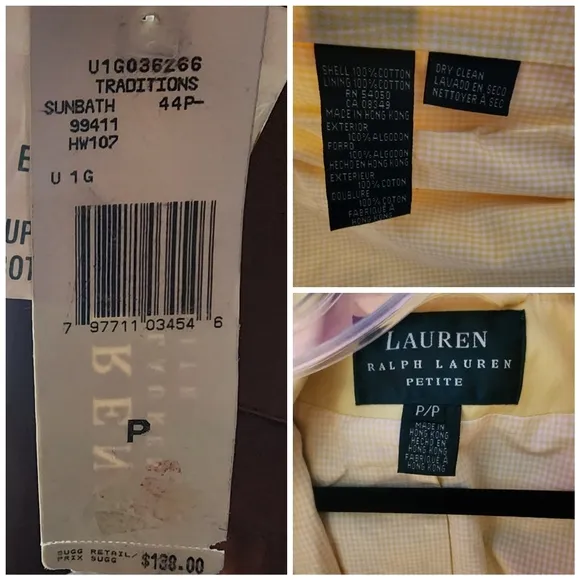 U1G036266
TRADITIONS
SUNBATH 44P-
99411
HW107
U 1G
7 97711 03454 6
P
SUGG RETAIL/
PRIX SUGG $138.00
SHELL 100% COTTON
LINING 100% COTTON
RN 54050
CA 08549
MADE IN HONG KONG
EXTERIOR
100% ALGODON
FORRO
100% ALGODON
HECHO EN HONG KONG
EXTERIEUR
100% COTON
DOUBLURE
100% COTON
FABRIQUÉ À
HONG KONG
DRY CLEAN
LAVADO EN SECO
NETTOYER À SEC
LAUREN
RALPH LAUREN
PETITE
P/P
MADE IN
HONG KONG
HECHO EN
HONG KONG
FABRIQUÉ À
HONG KONG